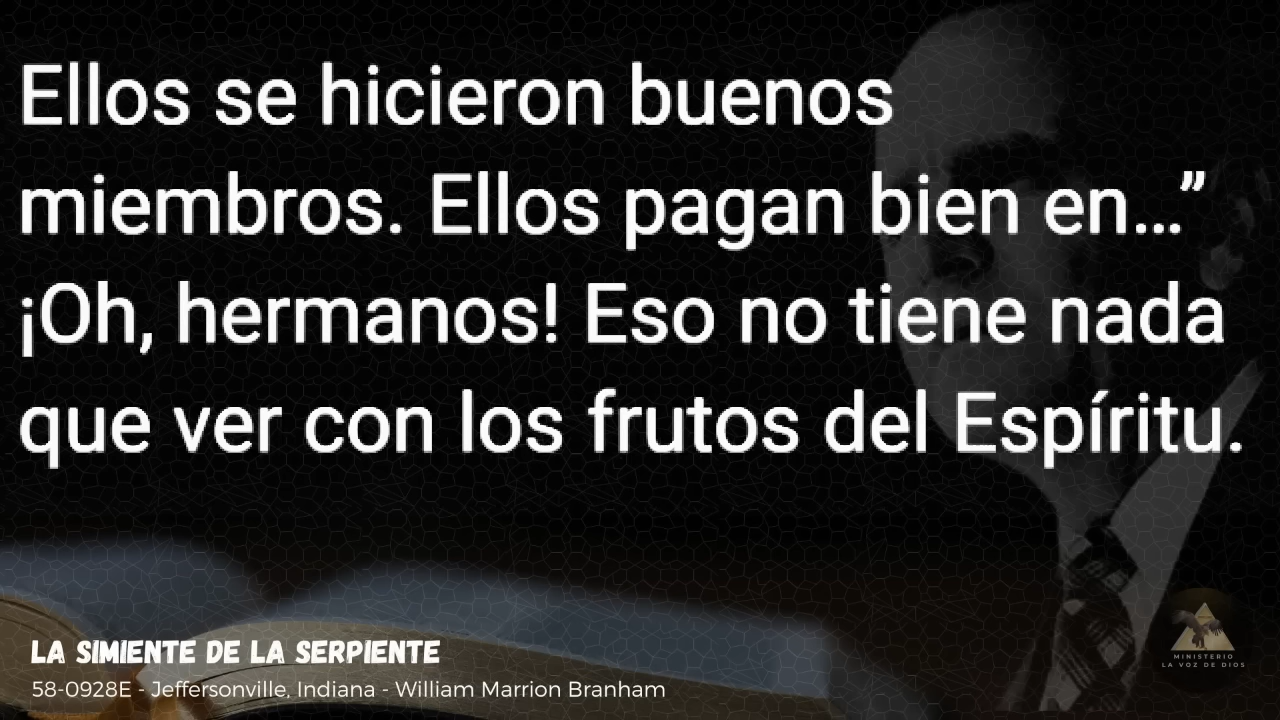 Ellos se hicieron buenos
miembros. Ellos pagan bien en…”
¡Oh, hermanos! Eso no tiene nada
que ver con los frutos del Espíritu.
LA SIMIENTE DE LA SERPIENTE
58-0928E - Jeffersonville, Indiana - William Marrion Branham
MINISTERIO
LA VOZ DE DIOS